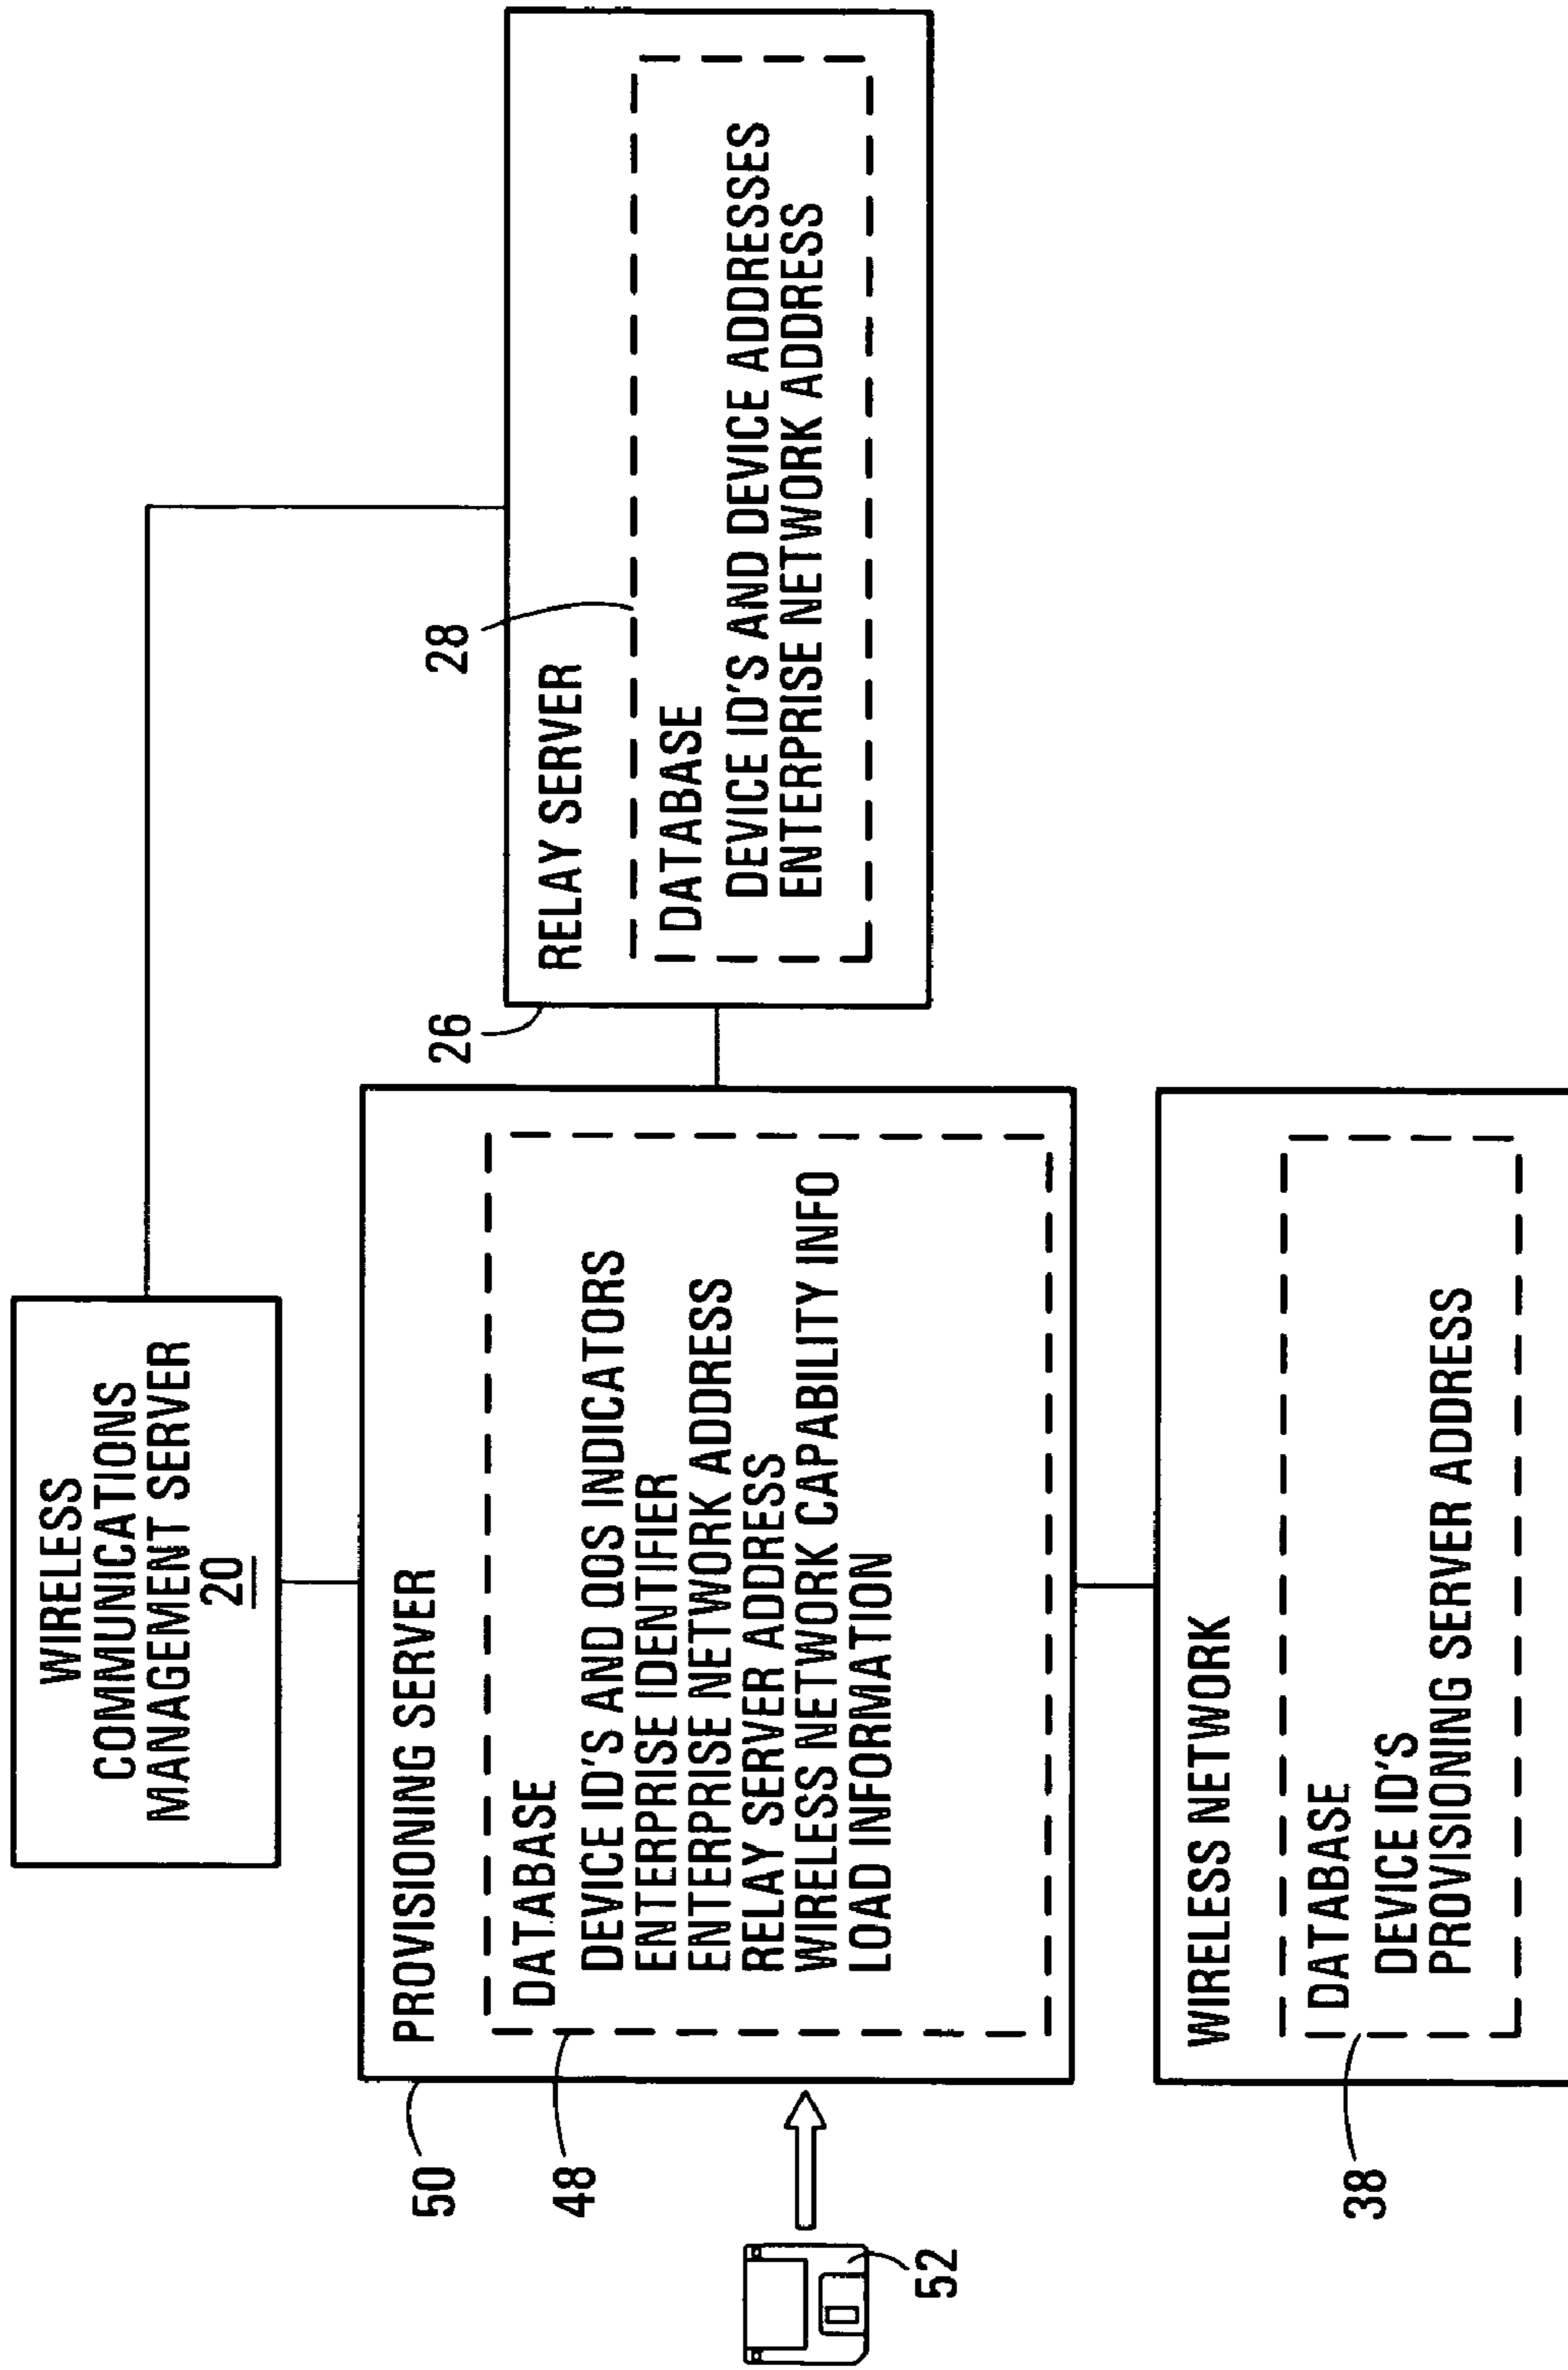 WIRELESS
COMMUNICATIONS
MANAGEMENT SERVER
20
PROVISIONING SERVER
50
DATABASE
48
DEVICE ID'S AND QOS INDICATORS
ENTERPRISE IDENTIFIER
ENTERPRISE NETWORK ADDRESS
RELAY SERVER ADDRESS
WIRELESS NETWORK CAPABILITY INFO
LOAD INFORMATION
52
26
RELAY SERVER
28
DATABASE
DEVICE ID'S AND DEVICE ADDRESSES
ENTERPRISE NETWORK ADDRESS
WIRELESS NETWORK
DATABASE
38
DEVICE ID'S
PROVISIONING SERVER ADDRESS